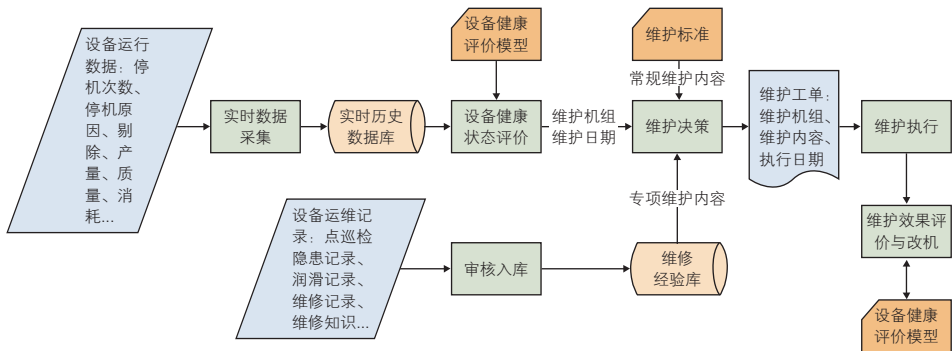 设备运行
数据：停
机次数、
停机原
因、剔
除、产
量、质
量、消
耗...
实时数据
采集
实时历史
数据库
设备健康
评价模型
设备健康
状态评价
维护机组
维护日期
维护标准
常规维护内容
维护决策
维护工单：
维护机组、
维护内容、
执行日期
维护执行
设备运维记
录：点巡检
隐患记录、
润滑记录、
维修记录、
维修知识...
审核入库
维修
经验库
专项维护内容
维护效果评
价与改机
设备健康
评价模型